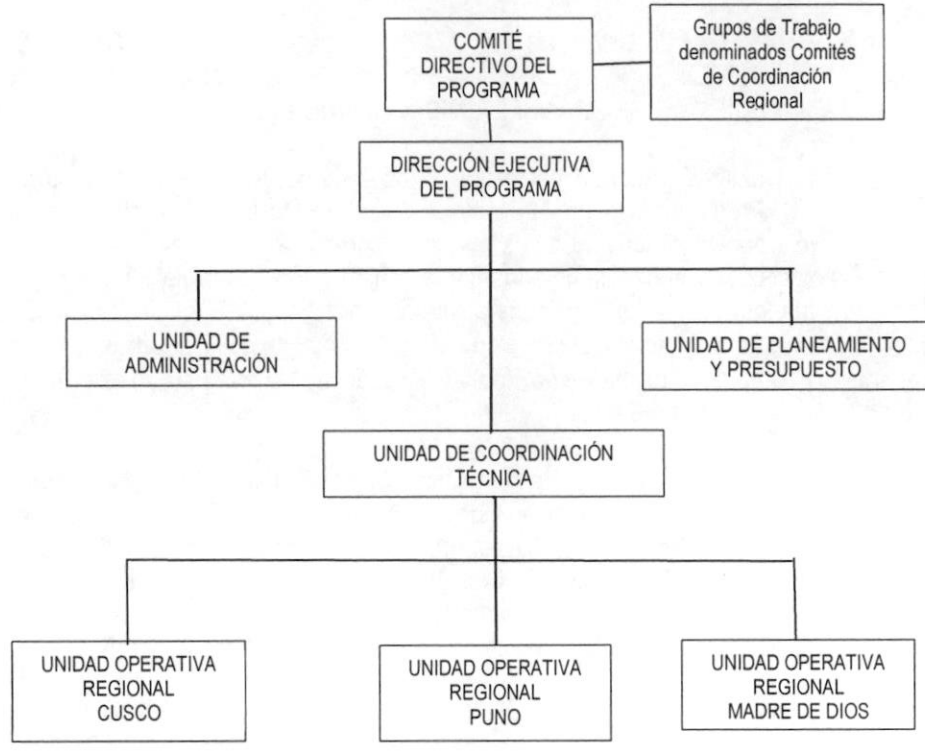 COMITÉ
DIRECTIVO DEL
PROGRAMA
Grupos de Trabajo
denominados Comités
de Coordinación
Regional
DIRECCIÓN EJECUTIVA
DEL PROGRAMA
UNIDAD DE
ADMINISTRACIÓN
UNIDAD DE PLANEAMIENTO
Y PRESUPUESTO
UNIDAD DE COORDINACIÓN
TÉCNICA
UNIDAD OPERATIVA
REGIONAL
CUSCO
UNIDAD OPERATIVA
REGIONAL
PUNO
UNIDAD OPERATIVA
REGIONAL
MADRE DE DIOS